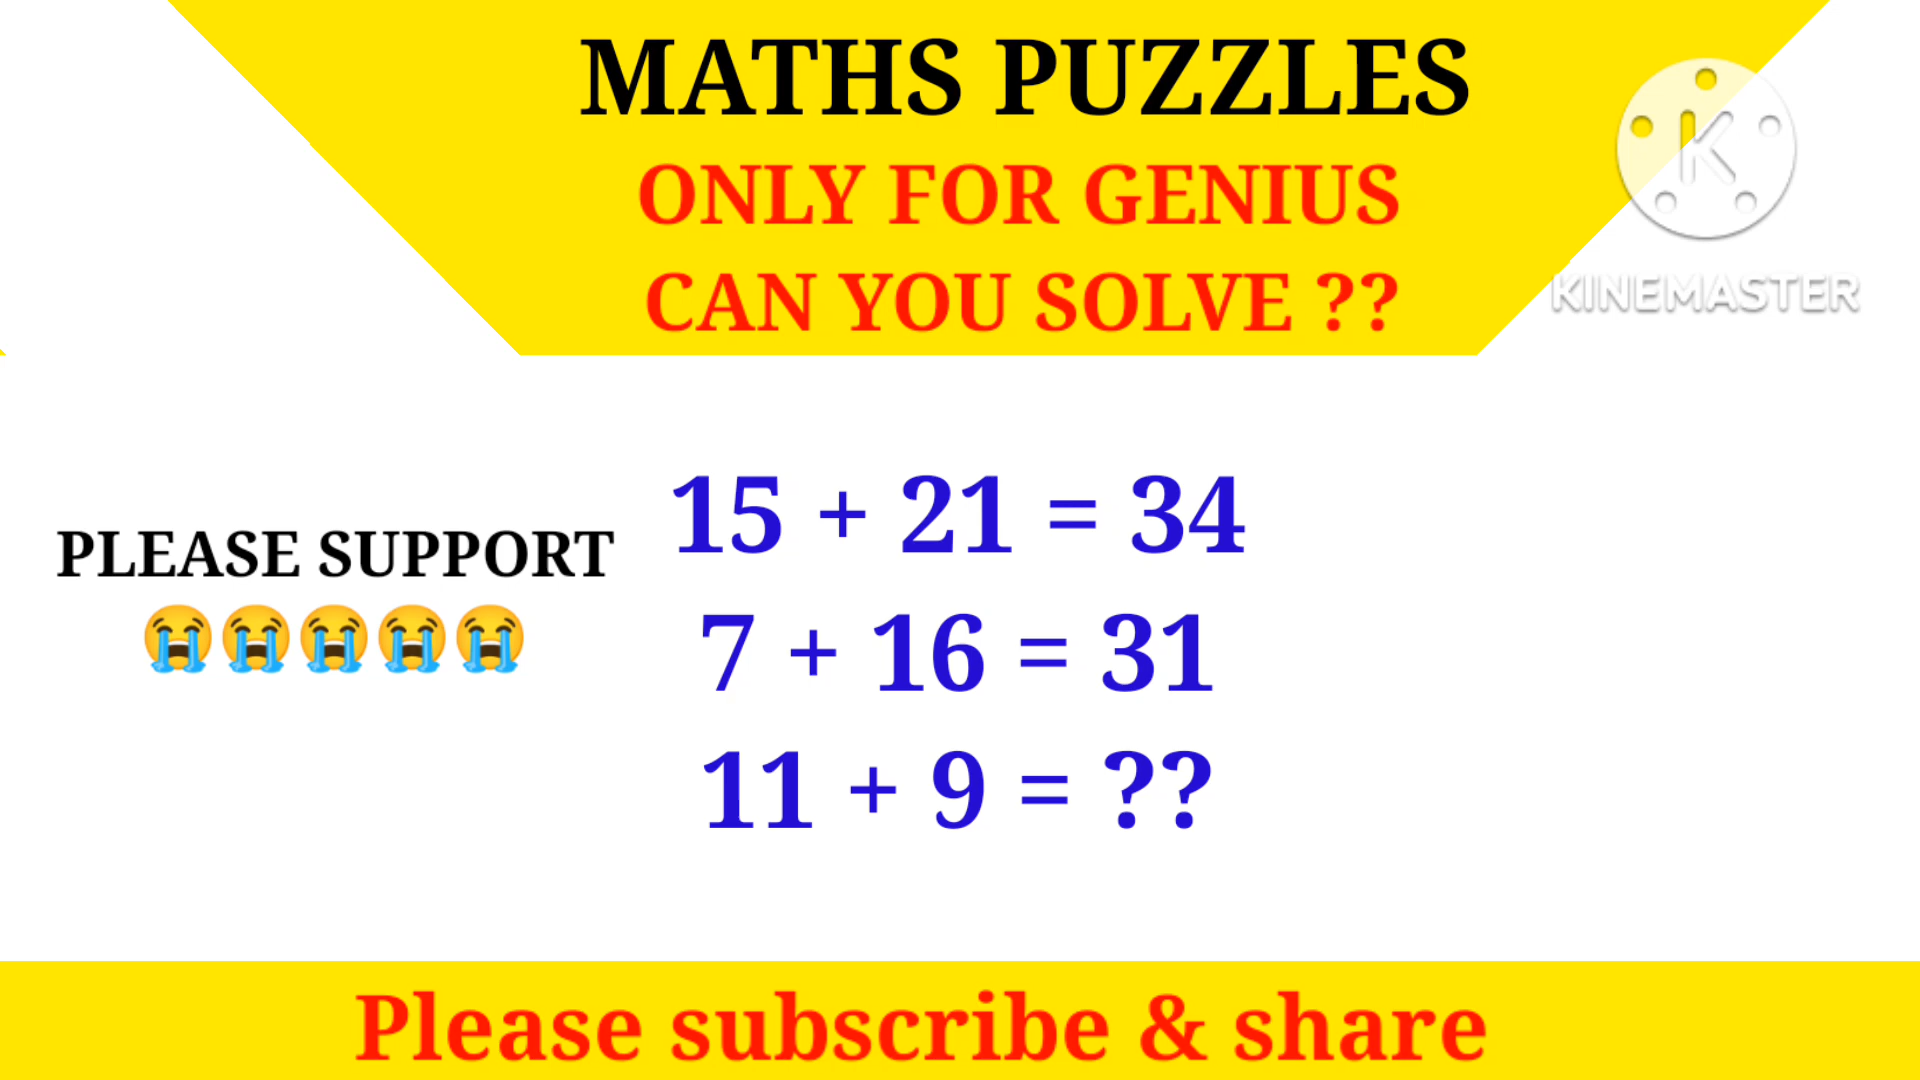 MATHS PUZZLES
ONLY FOR GENIUS
CAN YOU SOLVE ??
KINEMASTER
PLEASE SUPPORT
😭😭😭😭😭
15 + 21 = 34
7 + 16 = 31
11 + 9 = ??
Please subscribe & share